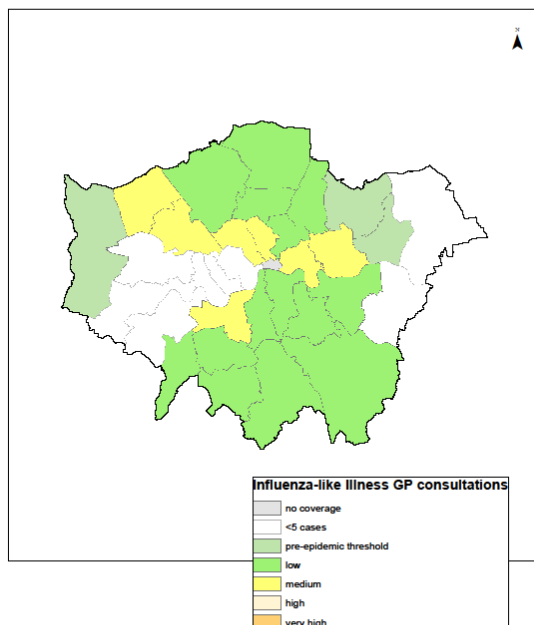 N
Influenza-like Illness GP consultations
no coverage
<5 cases
pre-epidemic threshold
low
medium
high
very high